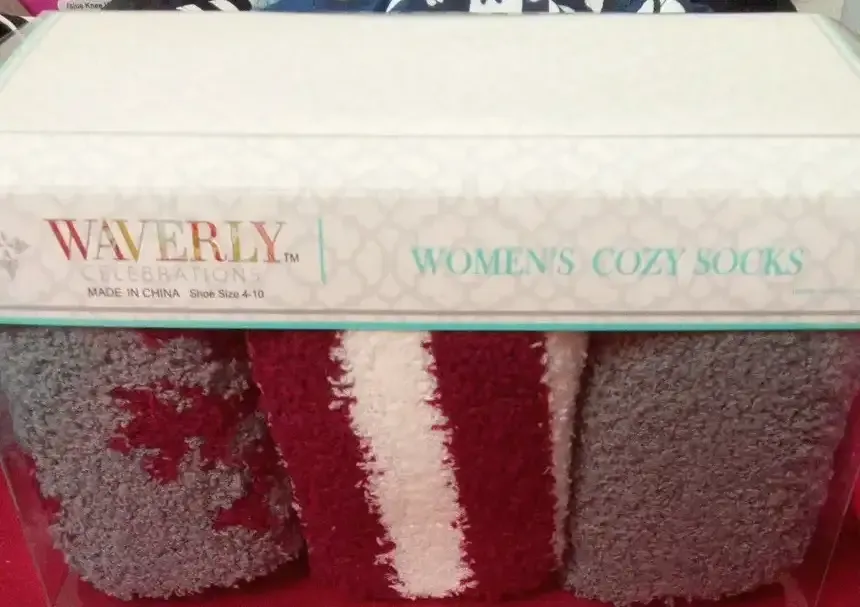 WAVERLY™
CELEBRATIONS
MADE IN CHINA Shoe Size 4-10
WOMEN'S COZY SOCKS